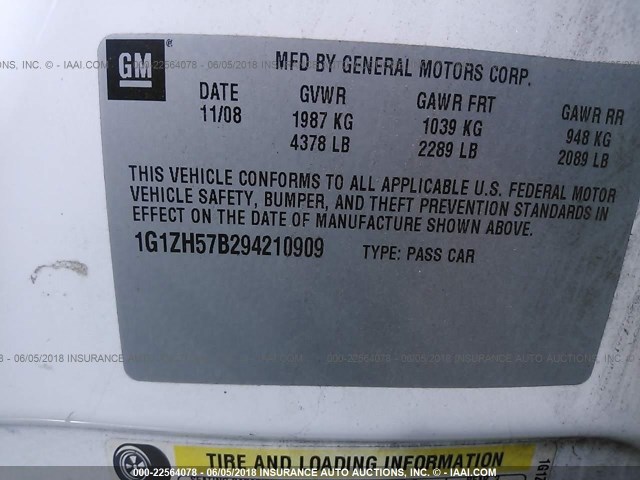 GM
MFD BY GENERAL MOTORS CORP.
DATE GVWR GAWR FRT GAWR RR
11/08 1987 KG 1039 KG 948 KG
4378 LB 2289 LB 2089 LB
THIS VEHICLE CONFORMS TO ALL APPLICABLE U.S. FEDERAL MOTOR
VEHICLE SAFETY, BUMPER, AND THEFT PREVENTION STANDARDS IN
EFFECT ON THE DATE OF MANUFACTURE SHOWN ABOVE.
1G1ZH57B294210909 TYPE: PASS CAR
TIRE AND LOADING INFORMATION
000-22564078 - 06/05/2018 INSURANCE AUTO AUCTIONS, INC. © - IAAI.COM